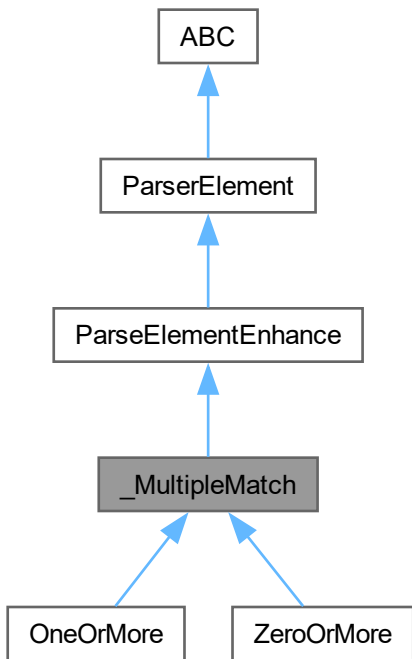 ABC
ParserElement
ParseElementEnhance
_MultipleMatch
OneOrMore
ZeroOrMore